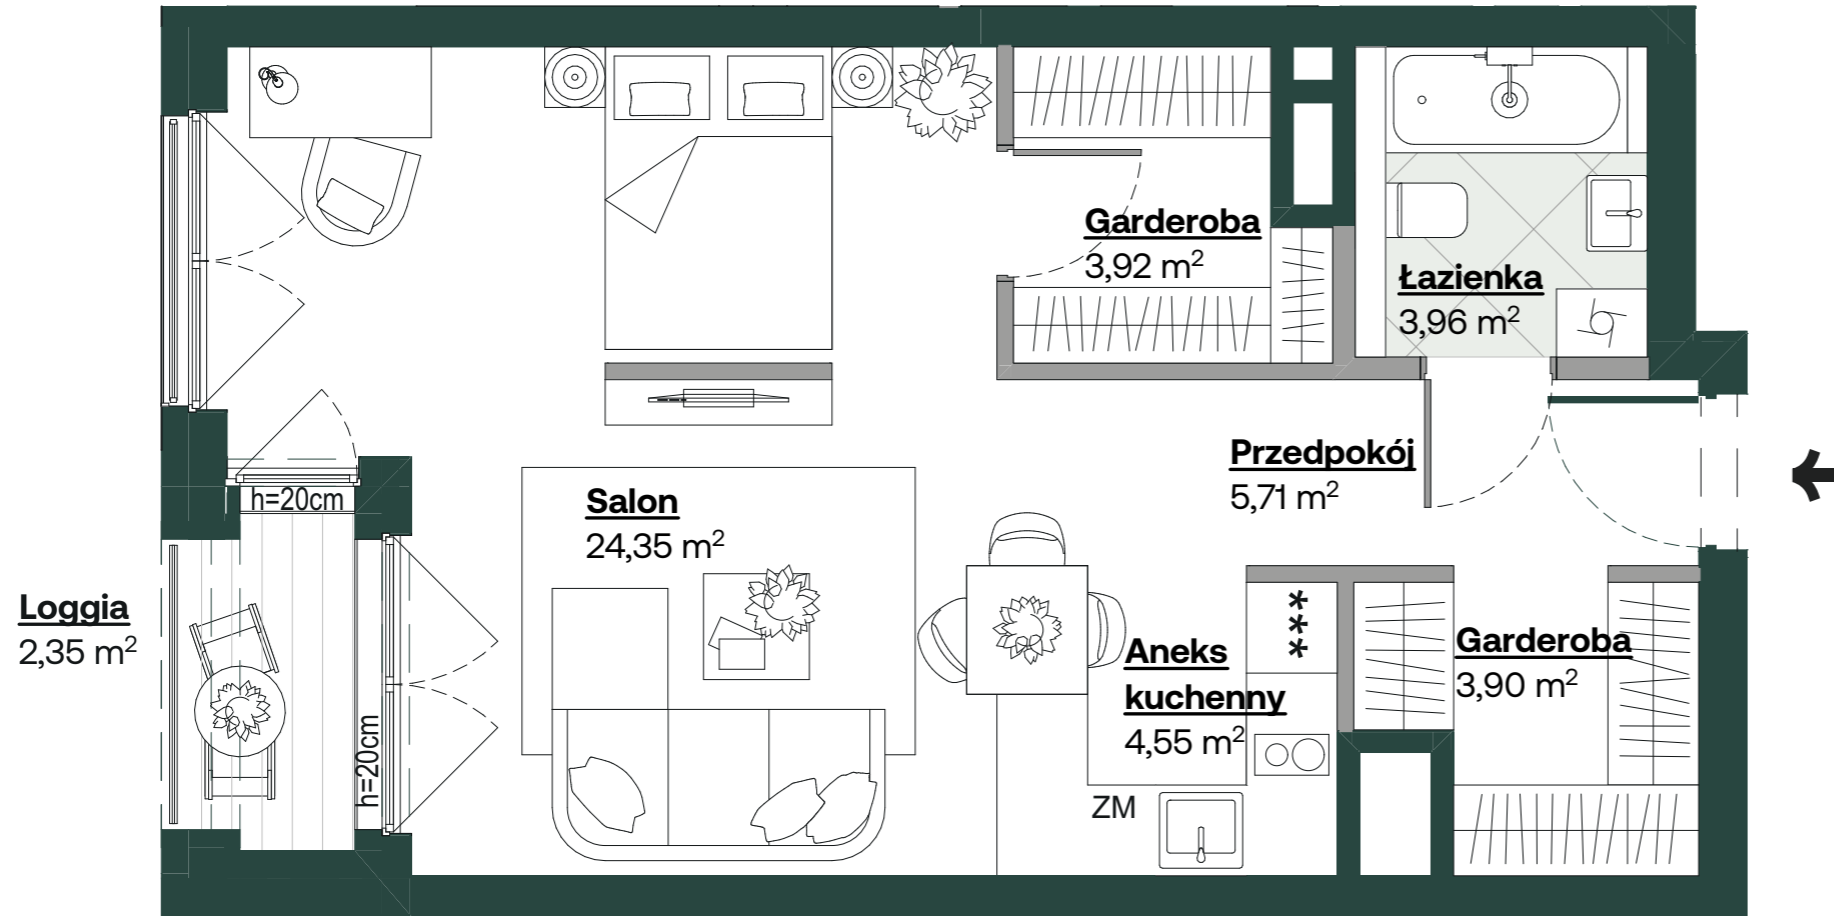 Garderoba
3,92 m²
Łazienka
3,96 m²
Przedpokój
5,71 m²
h=20cm
Salon
24,35 m²
Loggia
2,35 m²
h=20cm
Aneks
kuchenny
4,55 m²
***
Garderoba
3,90 m²
ZM